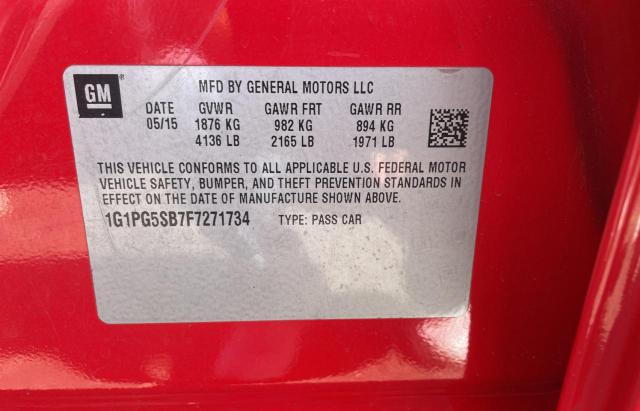 GM®
MFD BY GENERAL MOTORS LLC
DATE GVWR GAWR FRT GAWR RR
05/15 1876 KG 982 KG 894 KG
4136 LB 2165 LB 1971 LB
THIS VEHICLE CONFORMS TO ALL APPLICABLE U.S. FEDERAL MOTOR
VEHICLE SAFETY, BUMPER, AND THEFT PREVENTION STANDARDS IN
EFFECT ON THE DATE OF MANUFACTURE SHOWN ABOVE.
1G1PG5SB7F7271734 TYPE: PASS CAR